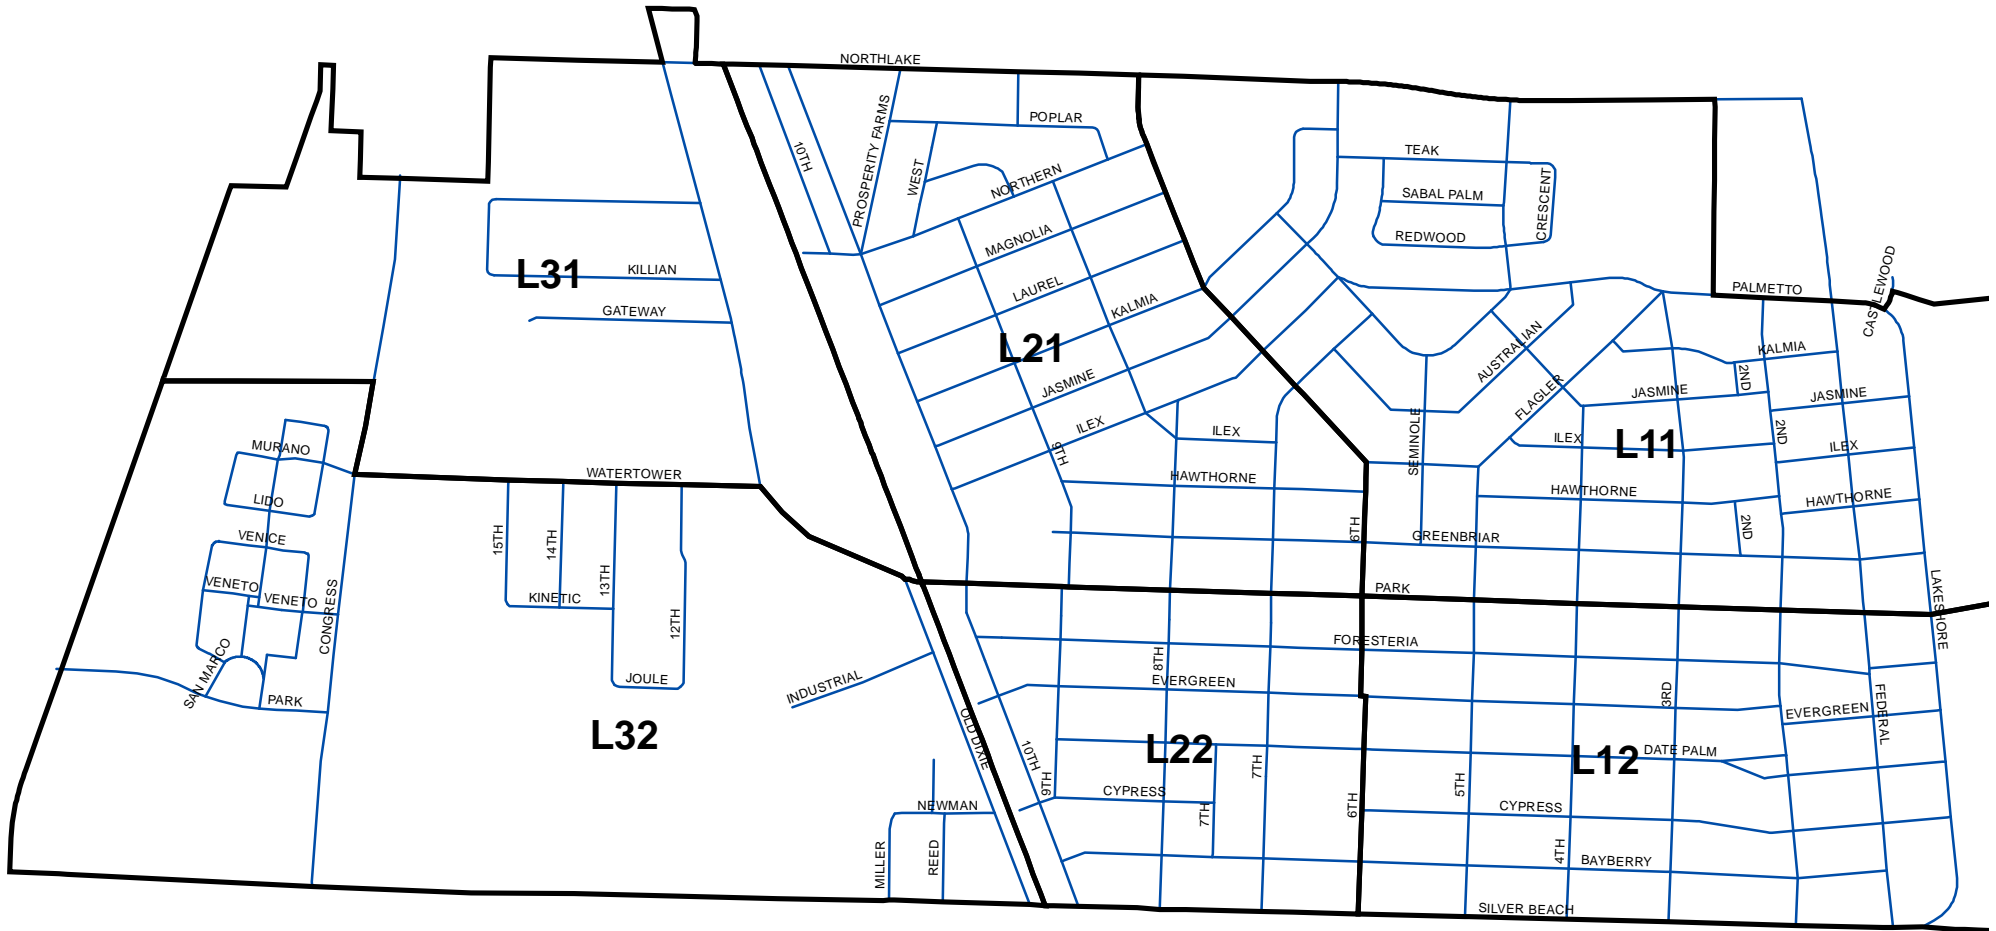 NORTHLAKE
10TH
PROSPERITY FARMS
WEST
POPLAR
NORTHERN
TEAK
SABAL PALM
CRESCENT
REDWOOD
MAGNOLIA
L31
KILLIAN
GATEWAY
LAUREL
KALMIA
L21
PALMETTO
CASTLEWOOD
AUSTRALIAN
KALMIA
2ND
JASMINE
FLAGLER
JASMINE
JASMINE
ILEX
9TH
ILEX
SEMINOLE
ILEX
L11
2ND
ILEX
MURANO
LIDO
WATERTOWER
HAWTHORNE
HAWTHORNE
HAWTHORNE
VENICE
15TH
14TH
6TH
GREENBRIAR
2ND
VENETO
VENETO
CONGRESS
KINETIC
13TH
12TH
PARK
LAKESHORE
SAN MARCO
PARK
JOULE
INDUSTRIAL
FORESTERIA
8TH
EVERGREEN
3RD
EVERGREEN
FEDERAL
L32
OLD DIXIE
10TH
9TH
L22
7TH
L12
DATE PALM
5TH
CYPRESS
7TH
6TH
CYPRESS
NEWMAN
MILLER
REED
4TH
BAYBERRY
SILVER BEACH